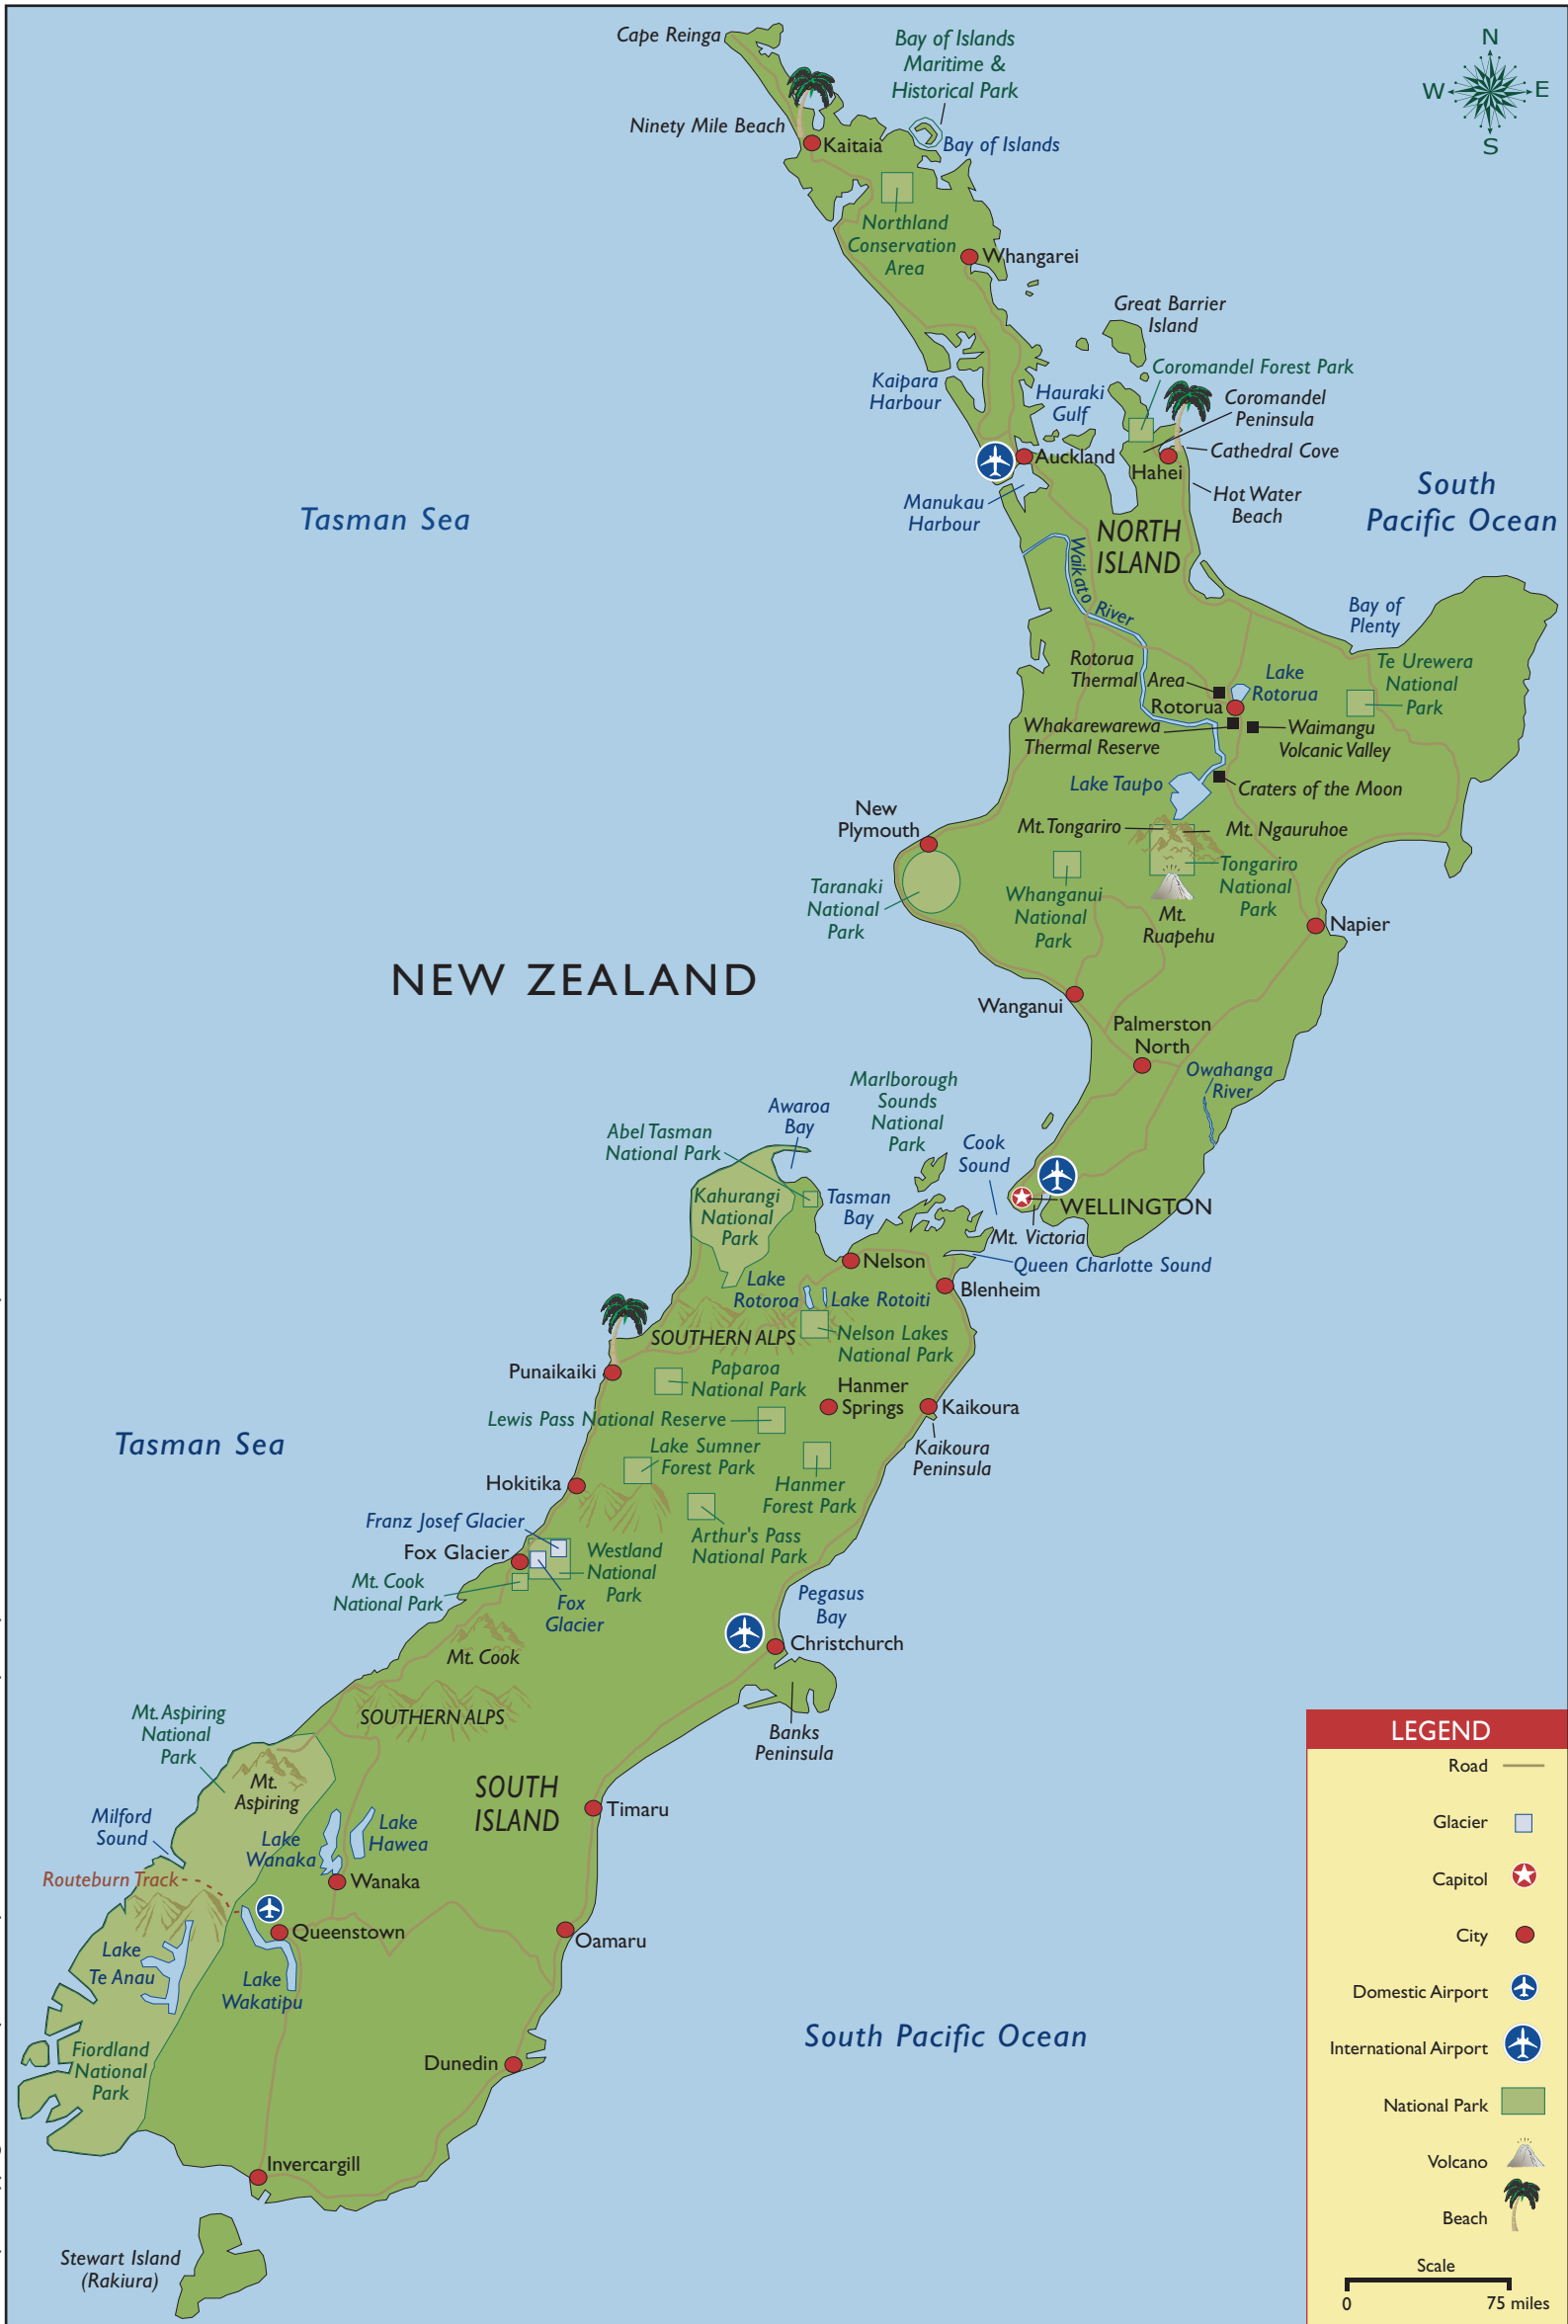 Cape Reinga
Bay of Islands
Maritime &
Historical Park
N
W
E
S
Ninety Mile Beach
Kaitaia
Bay of Islands
Northland
Conservation
Area
Whangarei
Great Barrier
Island
Coromandel Forest Park
Kaipara
Harbour
Hauraki
Gulf
Coromandel
Peninsula
Auckland
Cathedral Cove
Hahei
Manukau
Harbour
Hot Water
Beach
South
Pacific Ocean
Tasman Sea
NORTH
ISLAND
Waikato River
Bay of
Plenty
Te Urewera
National
Park
Rotorua
Thermal Area
Lake
Rotorua
Rotorua
Whakarewarewa
Thermal Reserve
Waimangu
Volcanic Valley
Lake Taupo
Craters of the Moon
New
Plymouth
Mt. Tongariro
Mt. Ngauruhoe
Taranaki
National
Park
Whanganui
National
Park
Tongariro
National
Park
Mt.
Ruapehu
Napier
NEW ZEALAND
Wanganui
Palmerston
North
Owahanga
River
Marlborough
Sounds
National
Park
Awaroa
Bay
Abel Tasman
National Park
Cook
Sound
Kahurangi
National
Park
Tasman
Bay
WELLINGTON
Mt. Victoria
Nelson
Queen Charlotte Sound
Blenheim
Lake
Rotoroa
Lake Rotoiti
SOUTHERN ALPS
Nelson Lakes
National Park
Punaikaiki
Paparoa
National Park
Hanmer
Springs
Kaikoura
Lewis Pass National Reserve
Kaikoura
Peninsula
Tasman Sea
Lake Sumner
Forest Park
Hokitika
Hanmer
Forest Park
Franz Josef Glacier
Arthur's Pass
National Park
Fox Glacier
Westland
National
Park
Mt. Cook
National Park
Fox
Glacier
Pegasus
Bay
Christchurch
Mt. Cook
SOUTHERN ALPS
Banks
Peninsula
Mt. Aspiring
National
Park
Mt.
Aspiring
SOUTH
ISLAND
Timaru
Milford
Sound
Lake
Wanaka
Lake
Hawea
Routeburn Track
Wanaka
Queenstown
Oamaru
Lake
Te Anau
Lake
Wakatipu
South Pacific Ocean
Fiordland
National
Park
Dunedin
Invercargill
Stewart Island
(Rakiura)
LEGEND
Road
Glacier
Capitol
City
Domestic Airport
International Airport
National Park
Volcano
Beach
Scale
0
75 miles